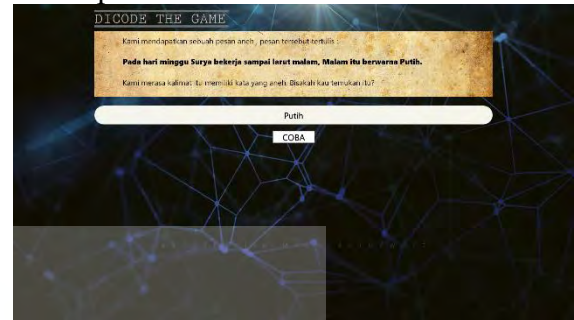 DICODE THE GAME
Kami mendapatkan sebuah pesan aneh , pesan tersebut tertulis :
Pada hari minggu Surya bekerja sampai larut malam, Malam itu berwarna Putih.
Kami merasa kalimat itu memiliki kata yang aneh. Bisakah kau temukan itu?
Putih
COBA